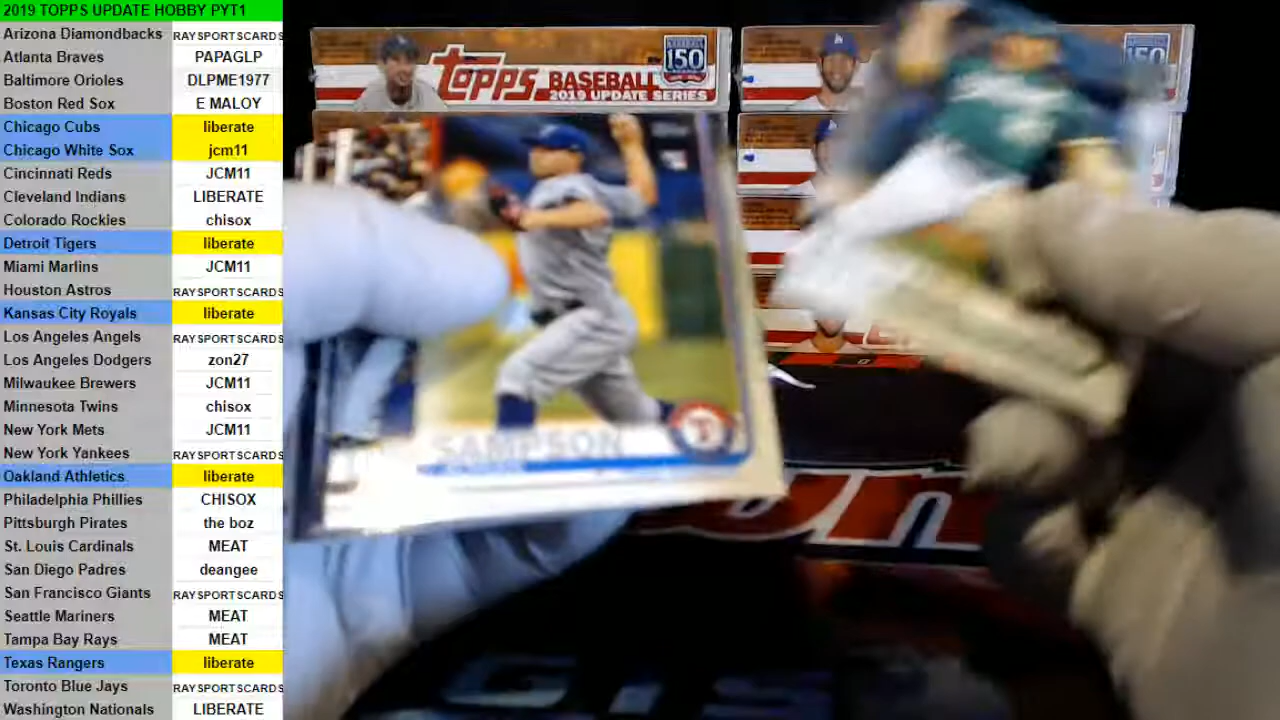 2019 TOPPS UPDATE HOBBY PYT1
Arizona Diamondbacks RAYSPORTSCARDS
Atlanta Braves PAPAGLP
Baltimore Orioles DLPME1977
Boston Red Sox E MALOY
Chicago Cubs liberate
Chicago White Sox jcm11
Cincinnati Reds JCM11
Cleveland Indians LIBERATE
Colorado Rockies chisox
Detroit Tigers liberate
Miami Marlins JCM11
Houston Astros RAYSPORTSCARDS
Kansas City Royals liberate
Los Angeles Angels RAYSPORTSCARDS
Los Angeles Dodgers zon27
Milwaukee Brewers JCM11
Minnesota Twins chisox
New York Mets JCM11
New York Yankees RAYSPORTSCARDS
Oakland Athletics liberate
Philadelphia Phillies CHISOX
Pittsburgh Pirates the boz
St. Louis Cardinals MEAT
San Diego Padres deangee
San Francisco Giants RAYSPORTSCARDS
Seattle Mariners MEAT
Tampa Bay Rays MEAT
Texas Rangers liberate
Toronto Blue Jays RAYSPORTSCARDS
Washington Nationals LIBERATE
Topps BASEBALL
2019 UPDATE SERIES
150
150
SAMPSON
T